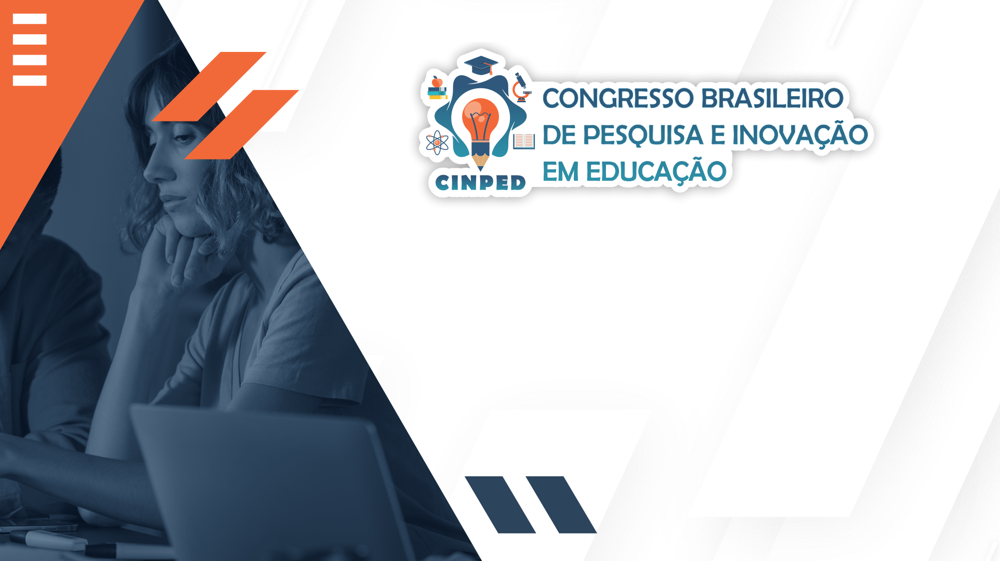 CONGRESSO BRASILEIRO
DE PESQUISA E INOVAÇÃO
EM EDUCAÇÃO
CINPED